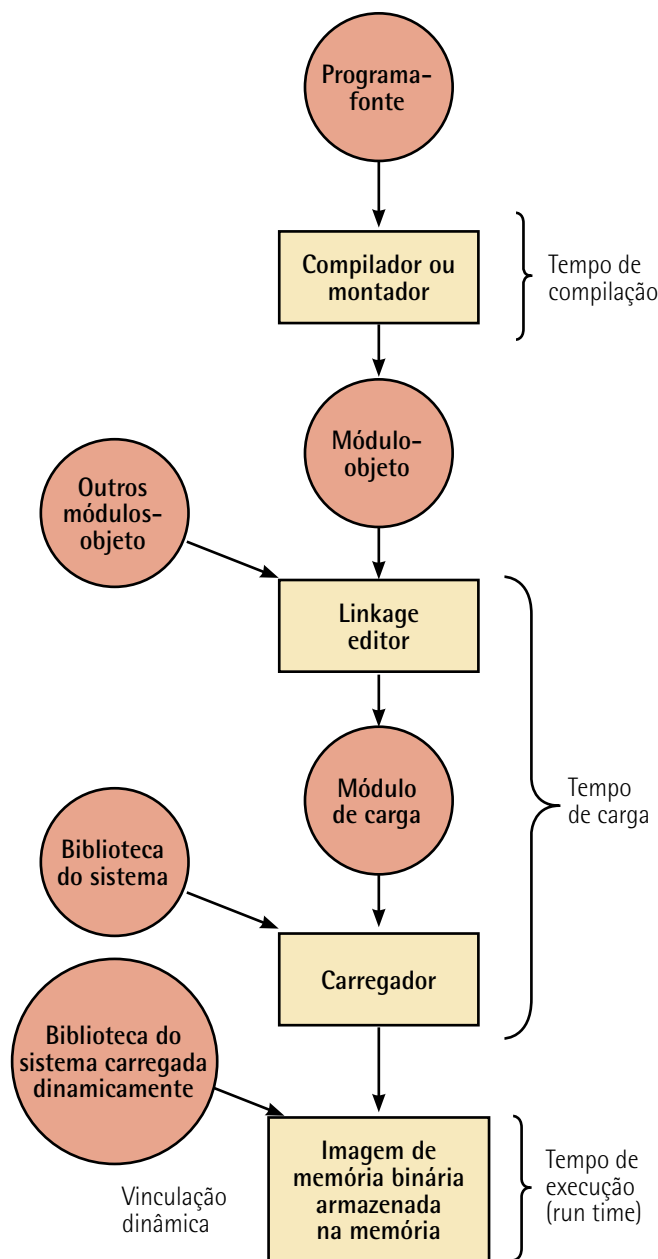 Programa-
fonte
Compilador ou
montador
Tempo de
compilação
Módulo-
objeto
Outros
módulos-
objeto
Linkage
editor
Módulo
de carga
Tempo
de carga
Biblioteca
do sistema
Carregador
Biblioteca do
sistema carregada
dinamicamente
Imagem de
memória binária
armazenada
na memória
Tempo de
execução
(run time)
Vinculação
dinâmica